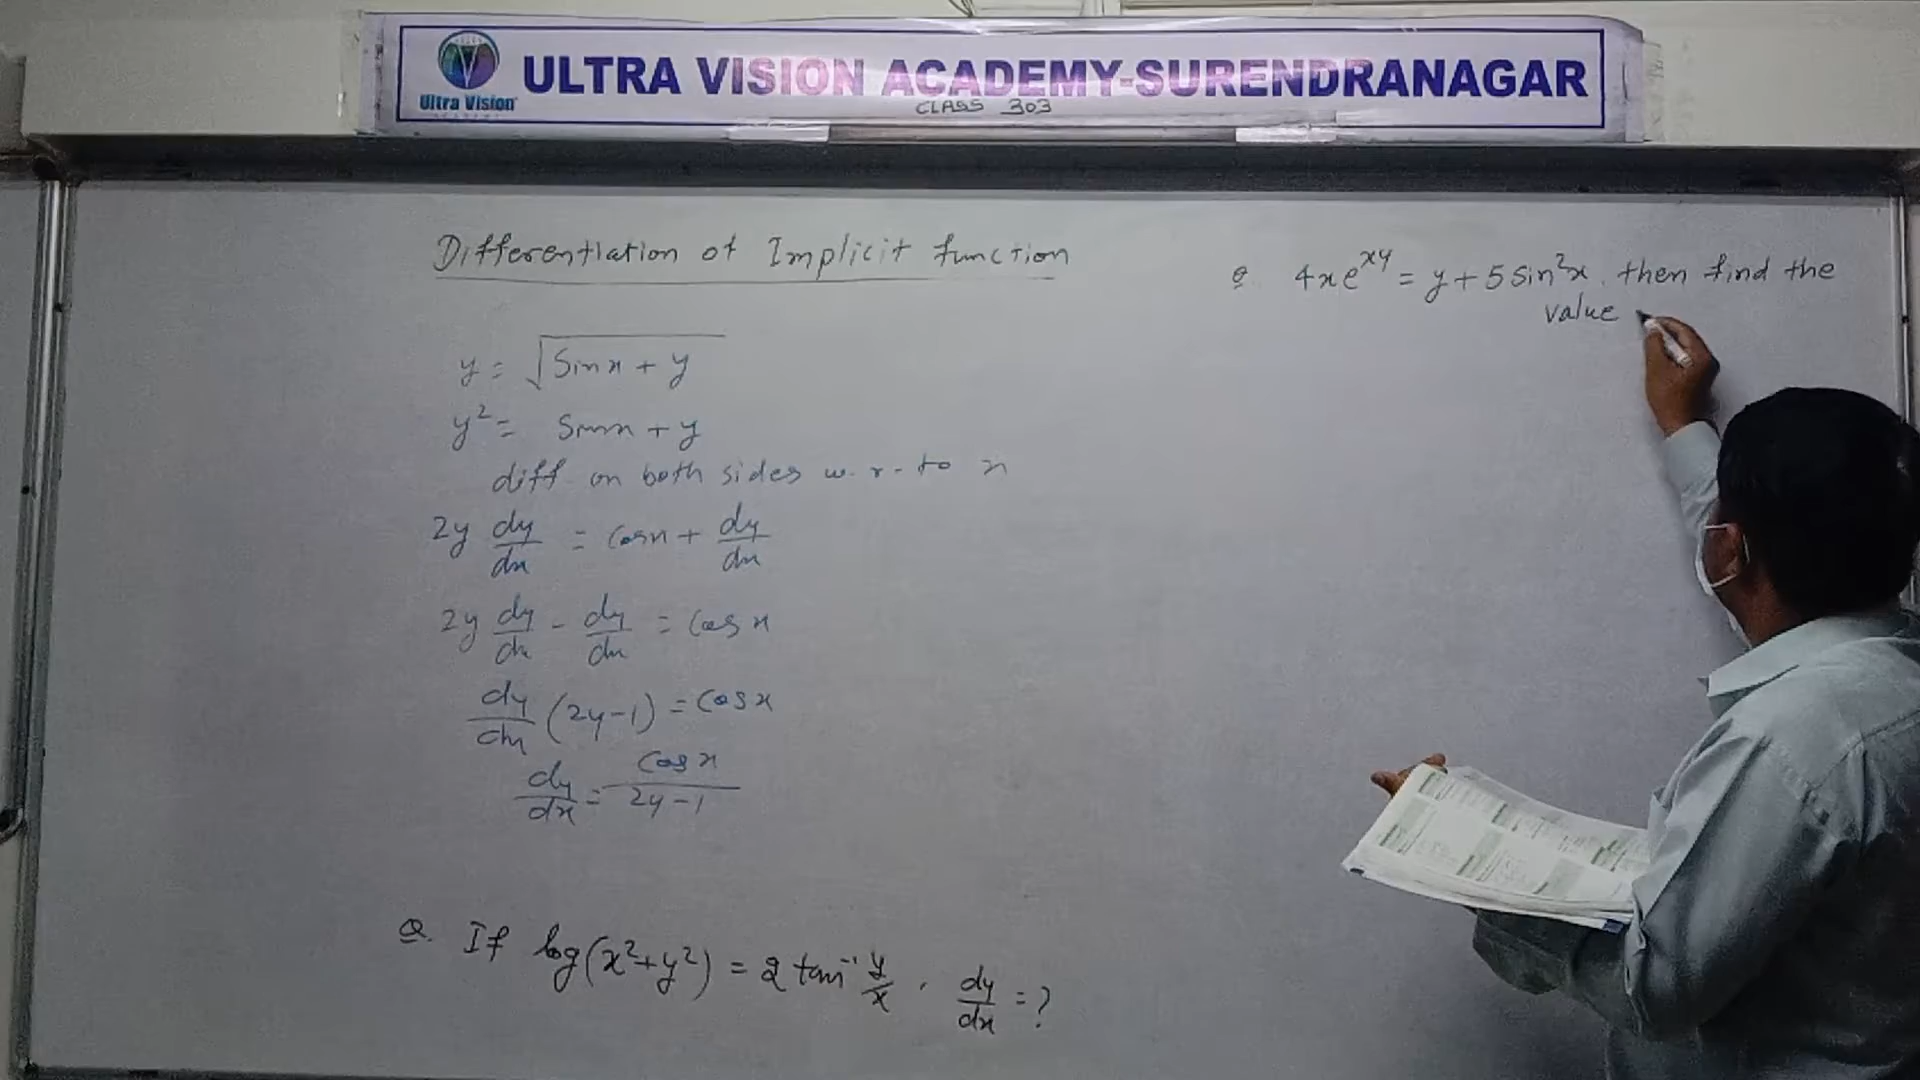 Ultra Vision
ACADEMY
ULTRA VISION ACADEMY-SURENDRANAGAR
CLASS 303
Differentiation of Implicit function
y = √(Sin x + y)
y² = Sin x + y
diff on both sides w.r. to x
2y dy/dx = Cos x + dy/dx
2y dy/dx - dy/dx = Cos x
dy/dx (2y-1) = Cos x
dy/dx = Cos x / 2y-1
Q. If log(x²+y²) = 2 tan⁻¹ y/x , dy/dx = ?
Q. 4xe^xy = y + 5 Sin²x. then find the
value